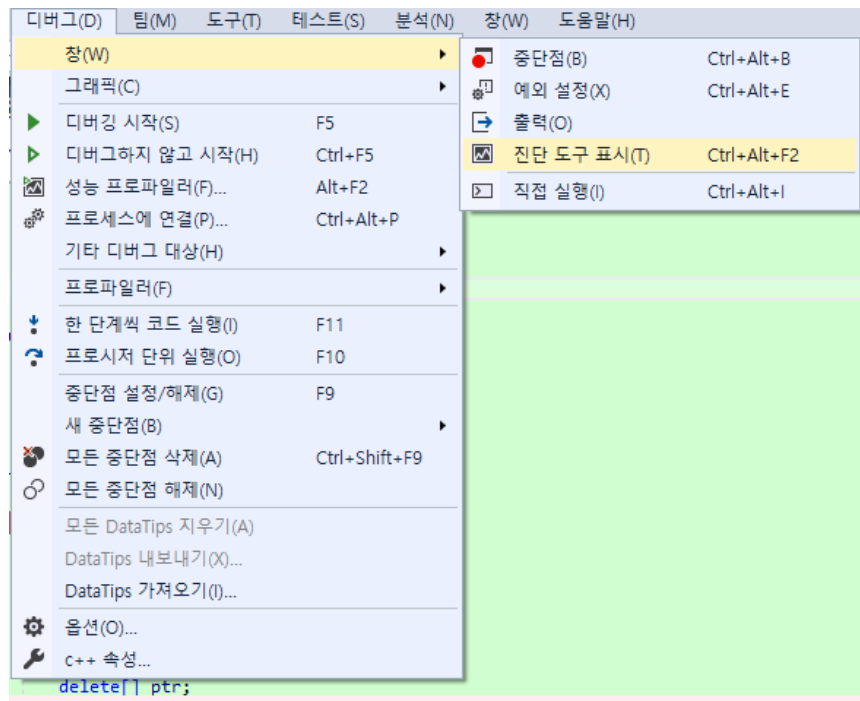 디버그(D) 팀(M) 도구(T) 테스트(S) 분석(N) 창(W) 도움말(H)
창(W)
그래픽(C)
디버깅 시작(S) F5
디버그하지 않고 시작(H) Ctrl+F5
성능 프로파일러(F)... Alt+F2
프로세스에 연결(P)... Ctrl+Alt+P
기타 디버그 대상(H)
프로파일러(F)
한 단계씩 코드 실행(I) F11
프로시저 단위 실행(O) F10
중단점 설정/해제(G) F9
새 중단점(B)
모든 중단점 삭제(A) Ctrl+Shift+F9
모든 중단점 해제(N)
모든 DataTips 지우기(A)
DataTips 내보내기(X)...
DataTips 가져오기(I)...
옵션(O)...
c++ 속성...
중단점(B) Ctrl+Alt+B
예외 설정(X) Ctrl+Alt+E
출력(O)
진단 도구 표시(T) Ctrl+Alt+F2
직접 실행(I) Ctrl+Alt+I
delete[] ptr;